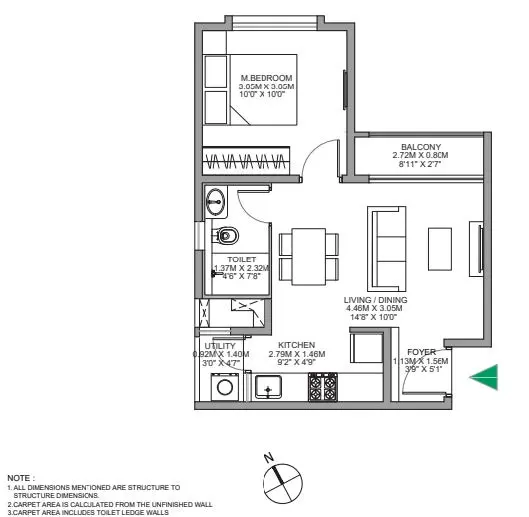 M.BEDROOM
3.05M X 3.05M
10'0" X 10'0"
BALCONY
2.72M X 0.80M
8'11" X 2'7"
TOILET
1.37M X 2.32M
4'6" X 7'8"
LIVING / DINING
4.46M X 3.05M
14'8" X 10'0"
UTILITY
0.92M X 1.40M
3'0" X 4'7"
KITCHEN
2.79M X 1.46M
9'2" X 4'9"
FOYER
1.13M X 1.56M
3'9" X 5'1"
N
NOTE :
1. ALL DIMENSIONS MENTIONED ARE STRUCTURE TO
STRUCTURE DIMENSIONS.
2.CARPET AREA IS CALCULATED FROM THE UNFINISHED WALL
3.CARPET AREA INCLUDES TOILET LEDGE WALLS